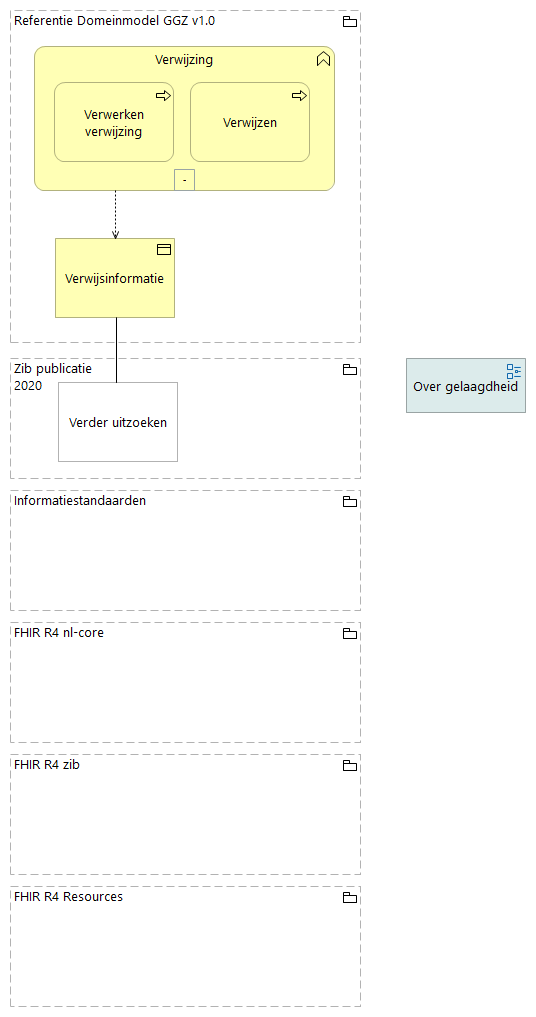 Referentie Domeinmodel GGZ v1.0
Verwijzing
Verwerken
verwijzing
Verwijzen
-
Verwijsinformatie
Zib publicatie
2020
Verder uitzoeken
Over gelaagdheid
Informatiestandaarden
FHIR R4 nl-core
FHIR R4 zib
FHIR R4 Resources